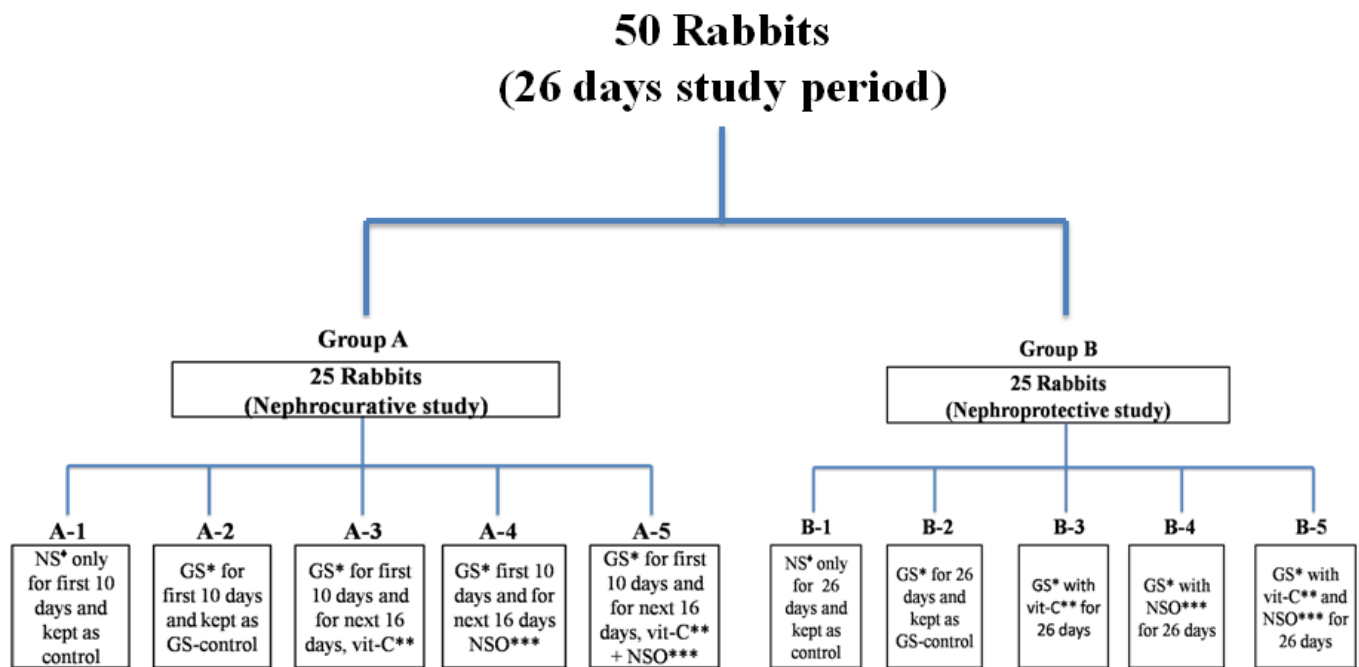 50 Rabbits
(26 days study period)
Group A
25 Rabbits
(Nephrocurative study)
Group B
25 Rabbits
(Nephroprotective study)
A-1
NS♦ only
for first 10
days and
kept as
control
A-2
GS* for
first 10 days
and kept as
GS-control
A-3
GS* for first
10 days and
for next 16
days, vit-C**
A-4
GS* first 10
days and for
next 16 days
NSO***
A-5
GS* for first
10 days and
for next 16
days, vit-C**
+ NSO***
B-1
NS♦ only
for 26
days and
kept as
control
B-2
GS* for 26
days and
kept as
GS-control
B-3
GS* with
vit-C** for
26 days
B-4
GS* with
NSO***
for 26 days
B-5
GS* with
vit-C** and
NSO*** for
26 days